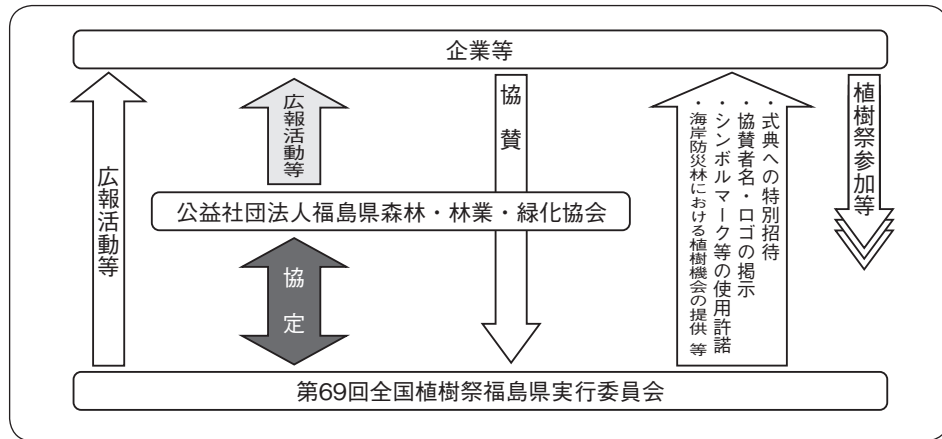 企業等
広報活動等
広報活動等
協賛
・式典への特別招待
・協賛者名・ロゴの掲示
・シンボルマーク等の使用許諾
・海岸防災林における植樹機会の提供 等
植樹祭参加等
公益社団法人福島県森林・林業・緑化協会
協定
第69回全国植樹祭福島県実行委員会